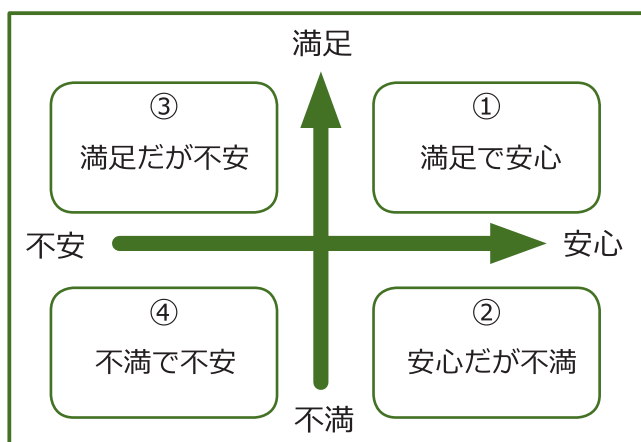 満足
③
満足だが不安
①
満足で安心
不安
安心
④
不満で不安
②
安心だが不満
不満